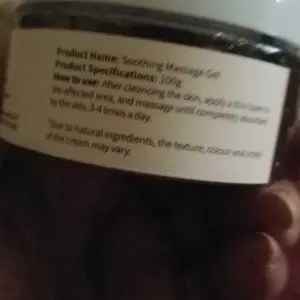 Product Name: Soothing Massage Gel
Product Specifications: 100g
How to use: After cleansing the skin, apply a thin layer to
the affected area, and massage until completely absorbed
by the skin. 3-4 times a day.
*Due to natural ingredients, the texture, colour and
of the cream may vary.